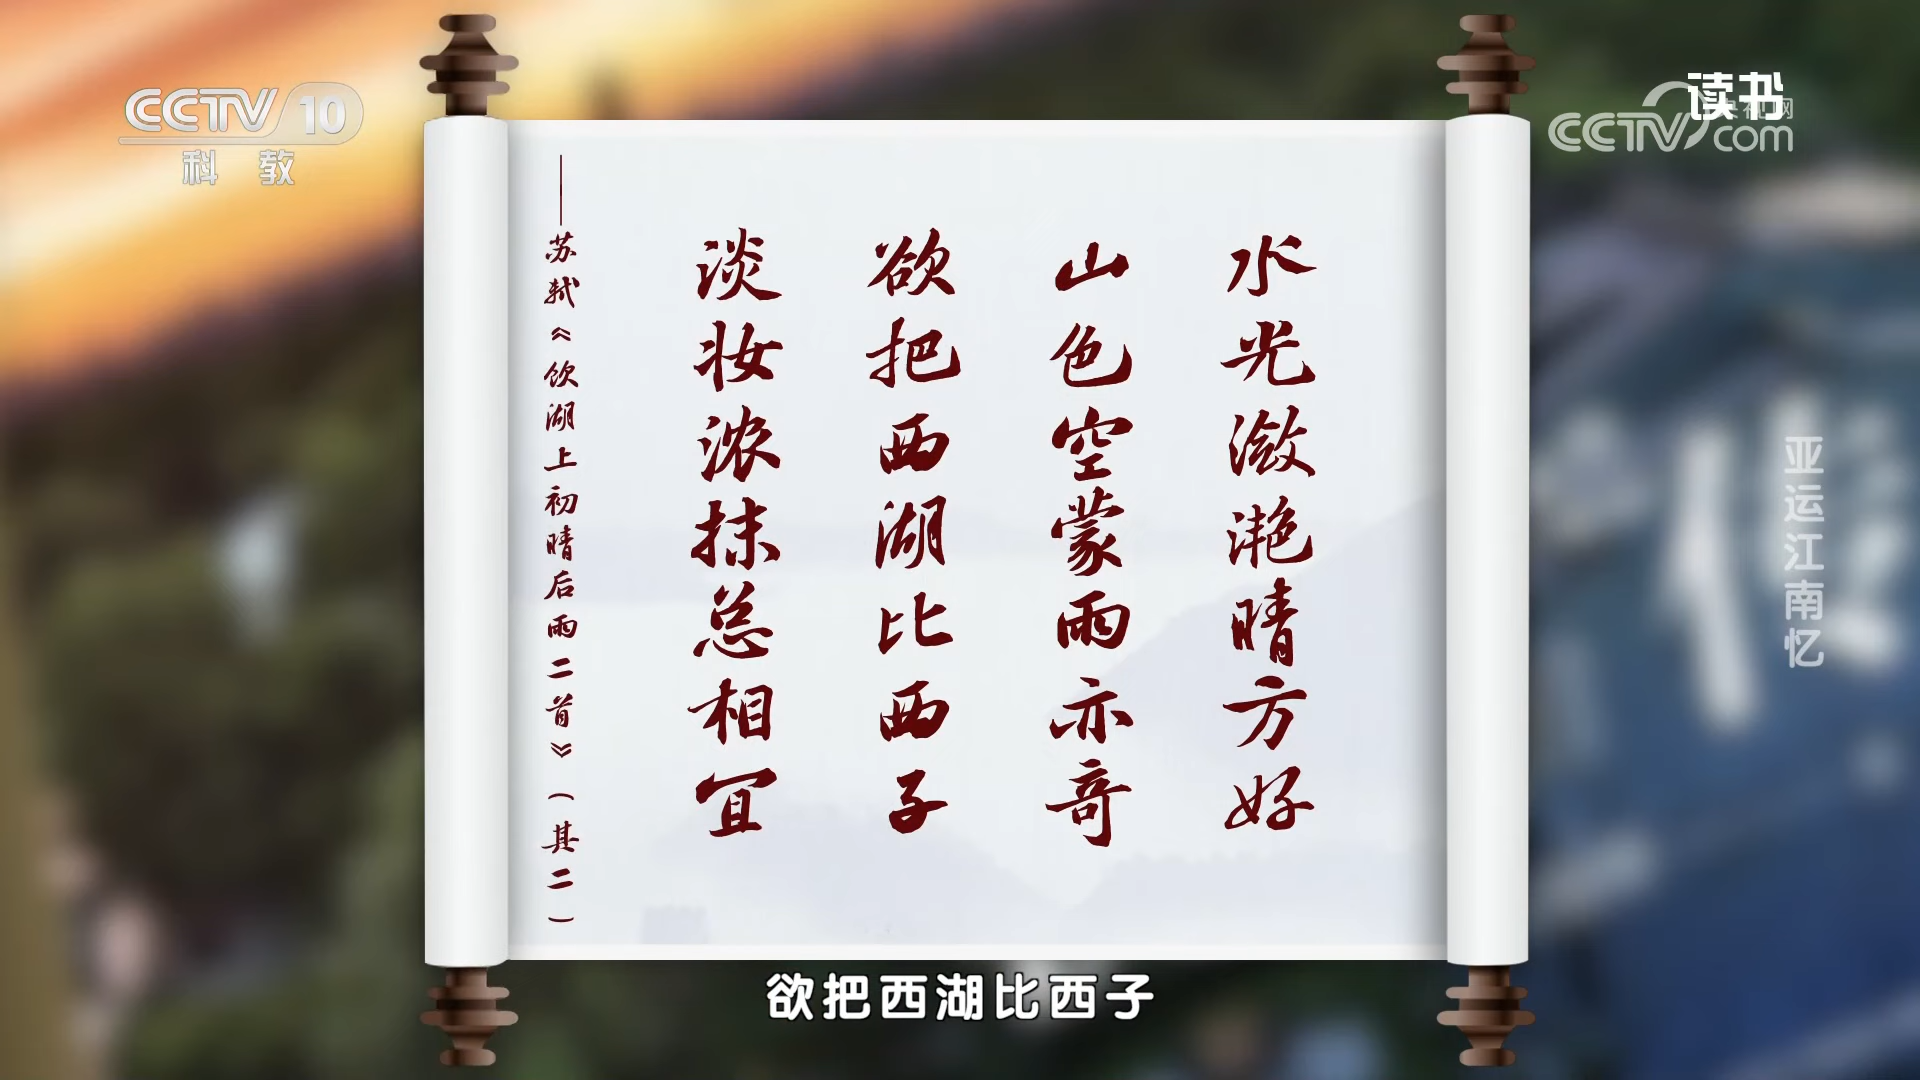 CCTV 10
科教
读书
央视网
CCTV com
水光潋滟晴方好
山色空蒙雨亦奇
欲把西湖比西子
淡妆浓抹总相宜
——苏轼《饮湖上初晴后雨二首》（其二）
亚运江南忆
欲把西湖比西子